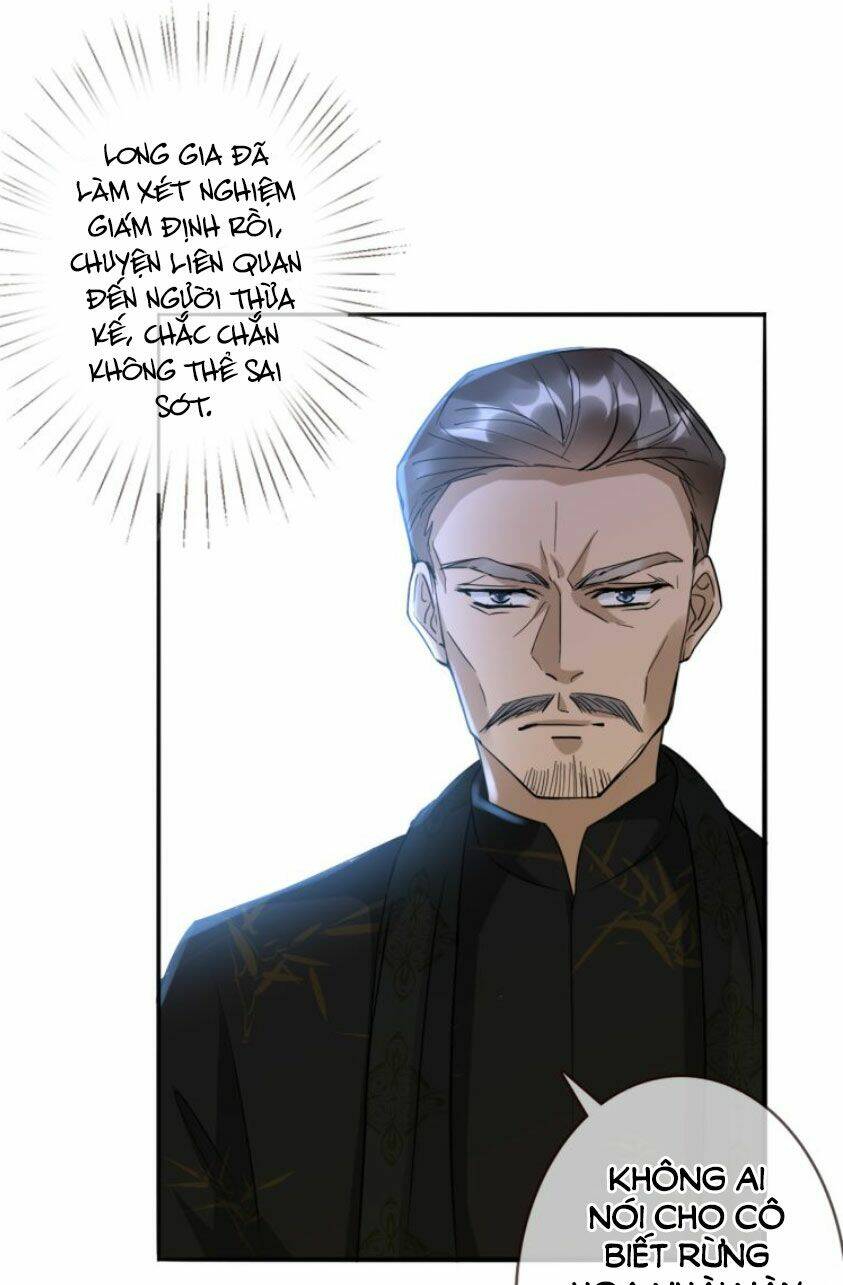 LONG GIA ĐÃ
LÀM XÉT NGHIỆM
GIÁM ĐỊNH RỒI,
CHUYỆN LIÊN QUAN
ĐẾN NGƯỜI THỪA
KẾ, CHẮC CHẮN
KHÔNG THỂ SAI
SÓT.
KHÔNG AI
NÓI CHO CÔ
BIẾT RỪNG